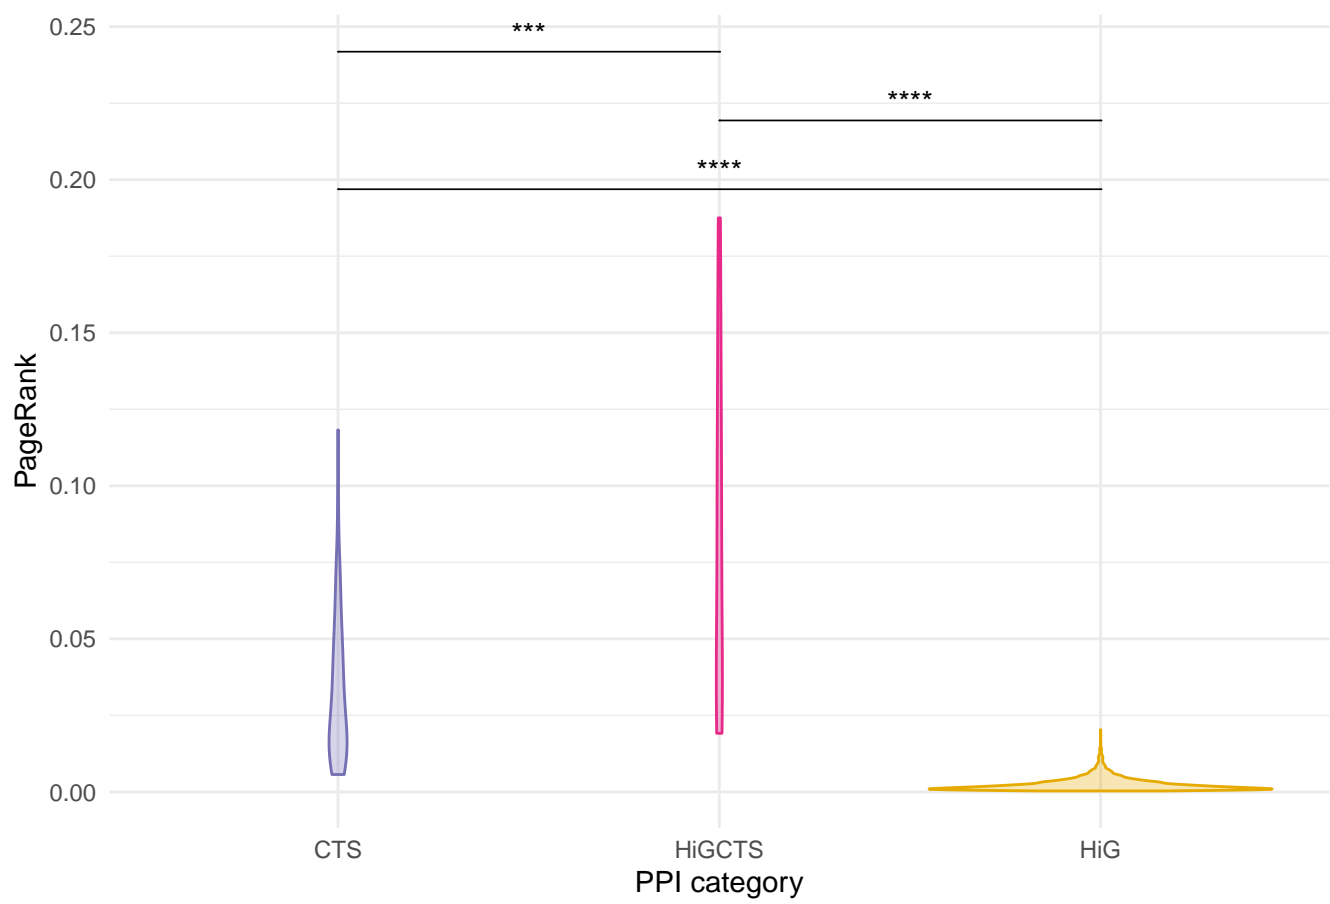 0.25
***
****
0.20
****
0.15
PageRank
0.10
0.05
0.00
CTS
HiGCTS
HiG
PPI category